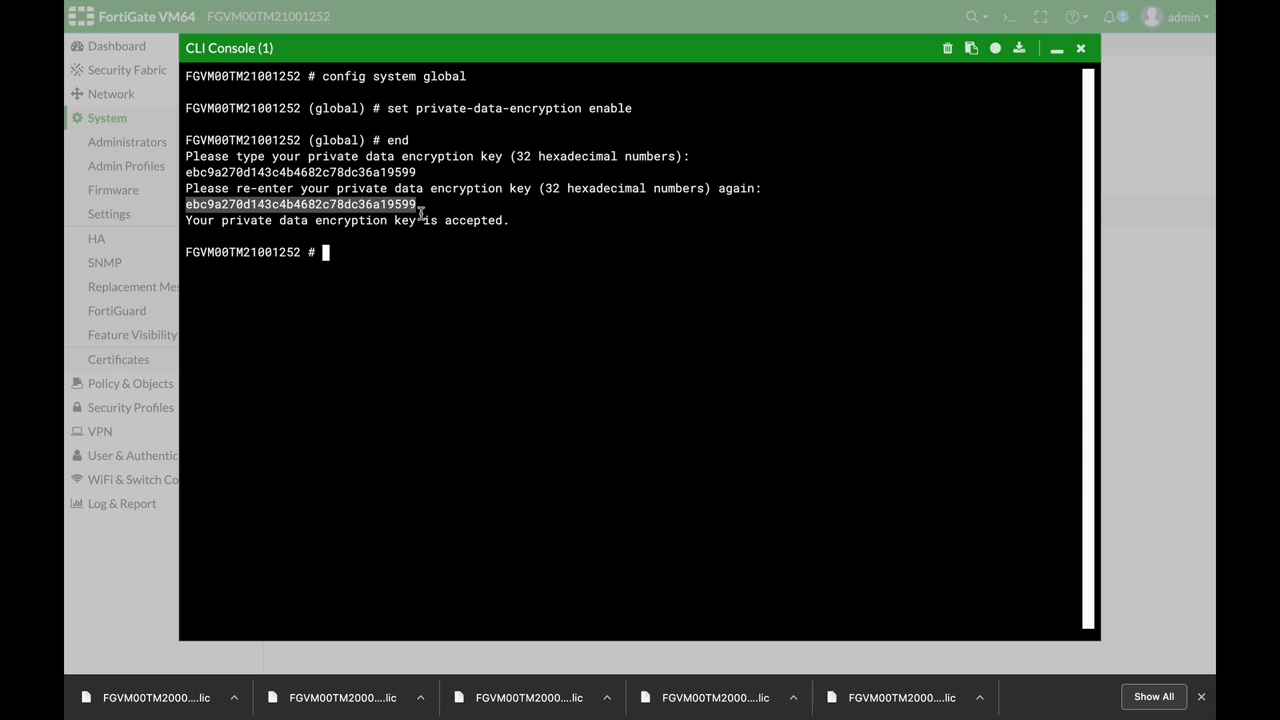 FortiGate VM64 FGVM00TM21001252
admin
Dashboard
Security Fabric
Network
System
Administrators
Admin Profiles
Firmware
Settings
HA
SNMP
Replacement Mes
FortiGuard
Feature Visibility
Certificates
Policy & Objects
Security Profiles
VPN
User & Authentic
WiFi & Switch Co
Log & Report
CLI Console (1)
FGVM00TM21001252 # config system global
FGVM00TM21001252 (global) # set private-data-encryption enable
FGVM00TM21001252 (global) # end
Please type your private data encryption key (32 hexadecimal numbers):
ebc9a270d143c4b4682c78dc36a19599
Please re-enter your private data encryption key (32 hexadecimal numbers) again:
ebc9a270d143c4b4682c78dc36a19599
Your private data encryption key is accepted.
FGVM00TM21001252 #
FGVM00TM2000....lic FGVM00TM2000....lic FGVM00TM2000....lic FGVM00TM2000....lic FGVM00TM2000....lic Show All